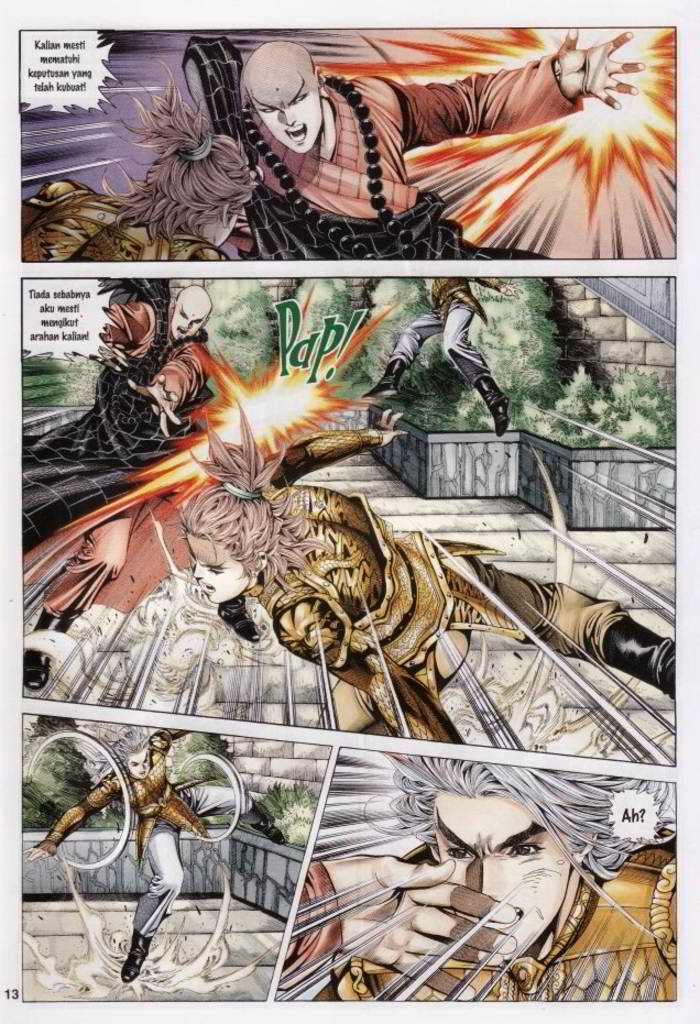 Kalian mesti
mematuhi
keputusan yang
telah kubuat!
Tiada sebabnya
aku mesti
mengikut
arahan kalian!
Pap!
Ah?
13